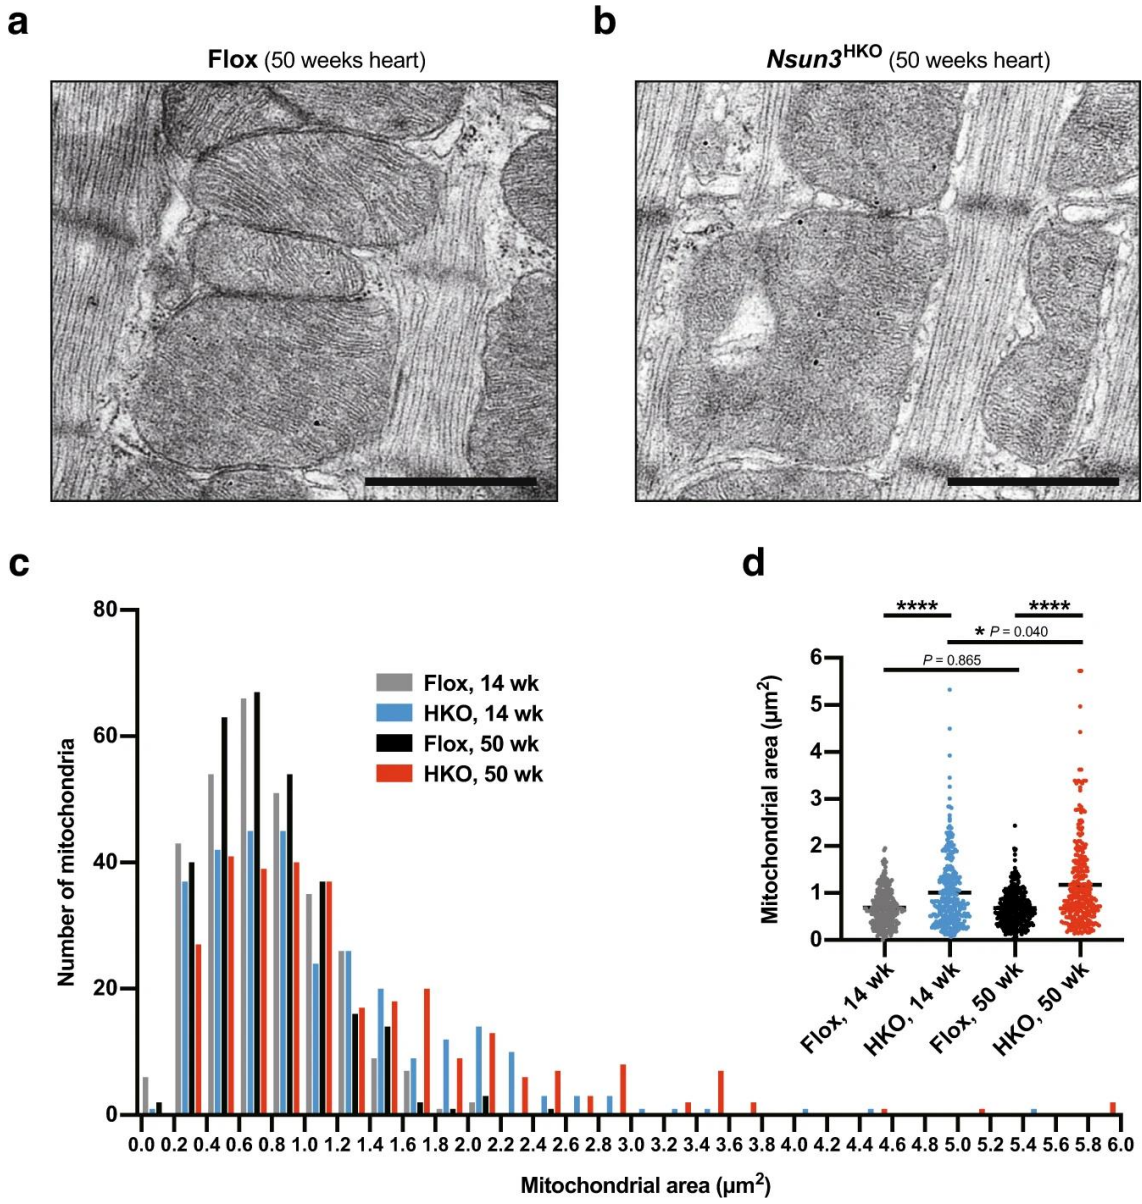 a
Flox (50 weeks heart)
b
Nsun3HKO (50 weeks heart)
c
80
60
40
20
0
Number of mitochondria
Flox, 14 wk
HKO, 14 wk
Flox, 50 wk
HKO, 50 wk
0.0 0.2 0.4 0.6 0.8 1.0 1.2 1.4 1.6 1.8 2.0 2.2 2.4 2.6 2.8 3.0 3.2 3.4 3.6 3.8 4.0 4.2 4.4 4.6 4.8 5.0 5.2 5.4 5.6 5.8 6.0
Mitochondrial area (µm²)
d
**** ****
* P = 0.040
P = 0.865
6
5
4
3
2
1
0
Mitochondrial area (µm²)
Flox, 14 wk
HKO, 14 wk
Flox, 50 wk
HKO, 50 wk